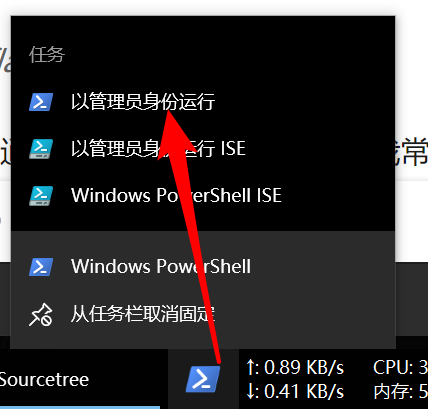 任务
以管理员身份运行
以管理员身份运行 ISE
Windows PowerShell ISE
常
Windows PowerShell
从任务栏取消固定
Sourcetree
↑: 0.89 KB/s
CPU: 3
↓: 0.41 KB/s
内存: 5